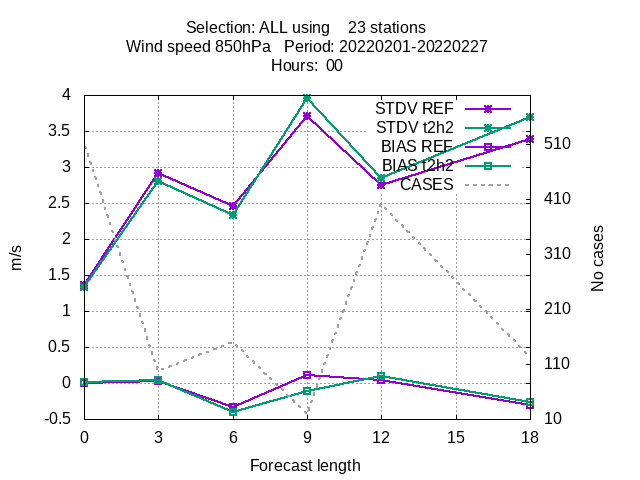 Selection: ALL using    23 stations
Wind speed 850hPa   Period: 20220201-20220227
Hours:  00
STDV REF
STDV t2h2
BIAS REF
BIAS t2h2
CASES
4
3.5
3
2.5
2
1.5
1
0.5
0
-0.5
m/s
510
410
310
210
110
10
No cases
0 3 6 9 12 15 18
Forecast length